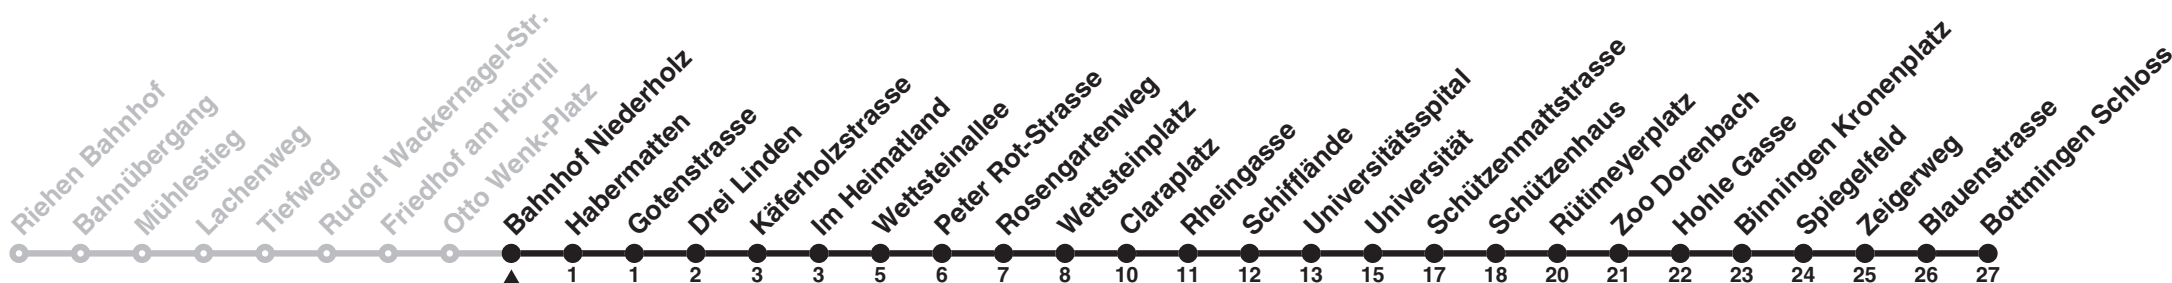 Riehen Bahnhof
Bahnübergang
Mühlestieg
Lachenweg
Tiefweg
Rudolf Wackernagel-Str.
Friedhof am Hörnli
Otto Wenk-Platz
Bahnhof Niederholz
Habermatten
Gotenstrasse
Drei Linden
Käferholzstrasse
Im Heimatland
Wettsteinallee
Peter Rot-Strasse
Rosengartenweg
Wettsteinplatz
Claraplatz
Rheingasse
Schifflände
Universitätsspital
Universität
Schützenmattstrasse
Schützenhaus
Rütimeyerplatz
Zoo Dorenbach
Hohle Gasse
Binningen Kronenplatz
Spiegelfeld
Zeigerweg
Blauenstrasse
Bottmingen Schloss
1 1 2 3 3 5 6 7 8 10 11 12 13 15 17 18 20 21 22 23 24 25 26 27